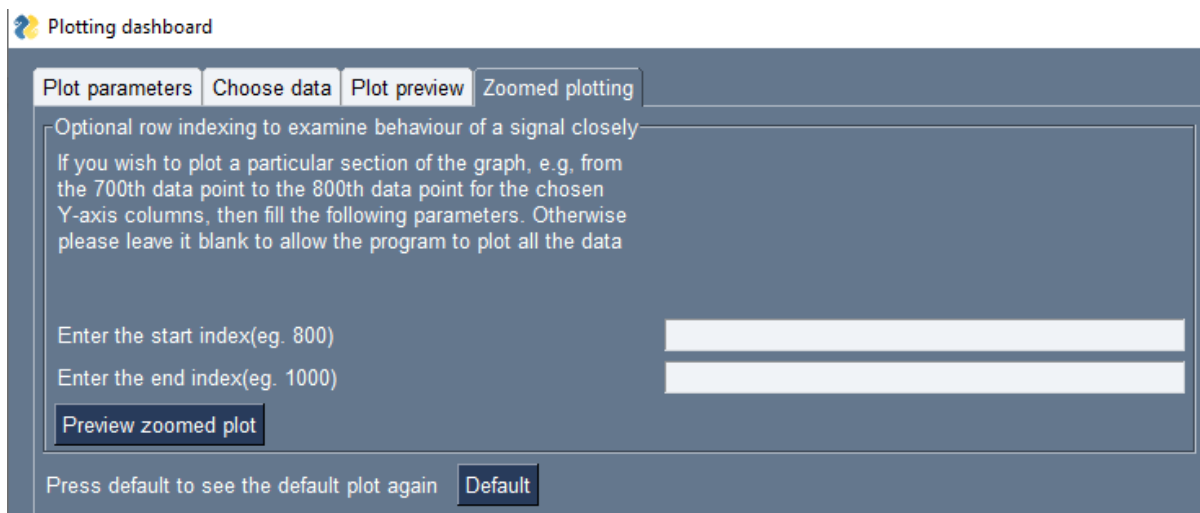 Plotting dashboard
Plot parameters Choose data Plot preview Zoomed plotting
Optional row indexing to examine behaviour of a signal closely
If you wish to plot a particular section of the graph, e.g, from
the 700th data point to the 800th data point for the chosen
Y-axis columns, then fill the following parameters. Otherwise
please leave it blank to allow the program to plot all the data
Enter the start index(eg. 800)
Enter the end index(eg. 1000)
Preview zoomed plot
Press default to see the default plot again Default